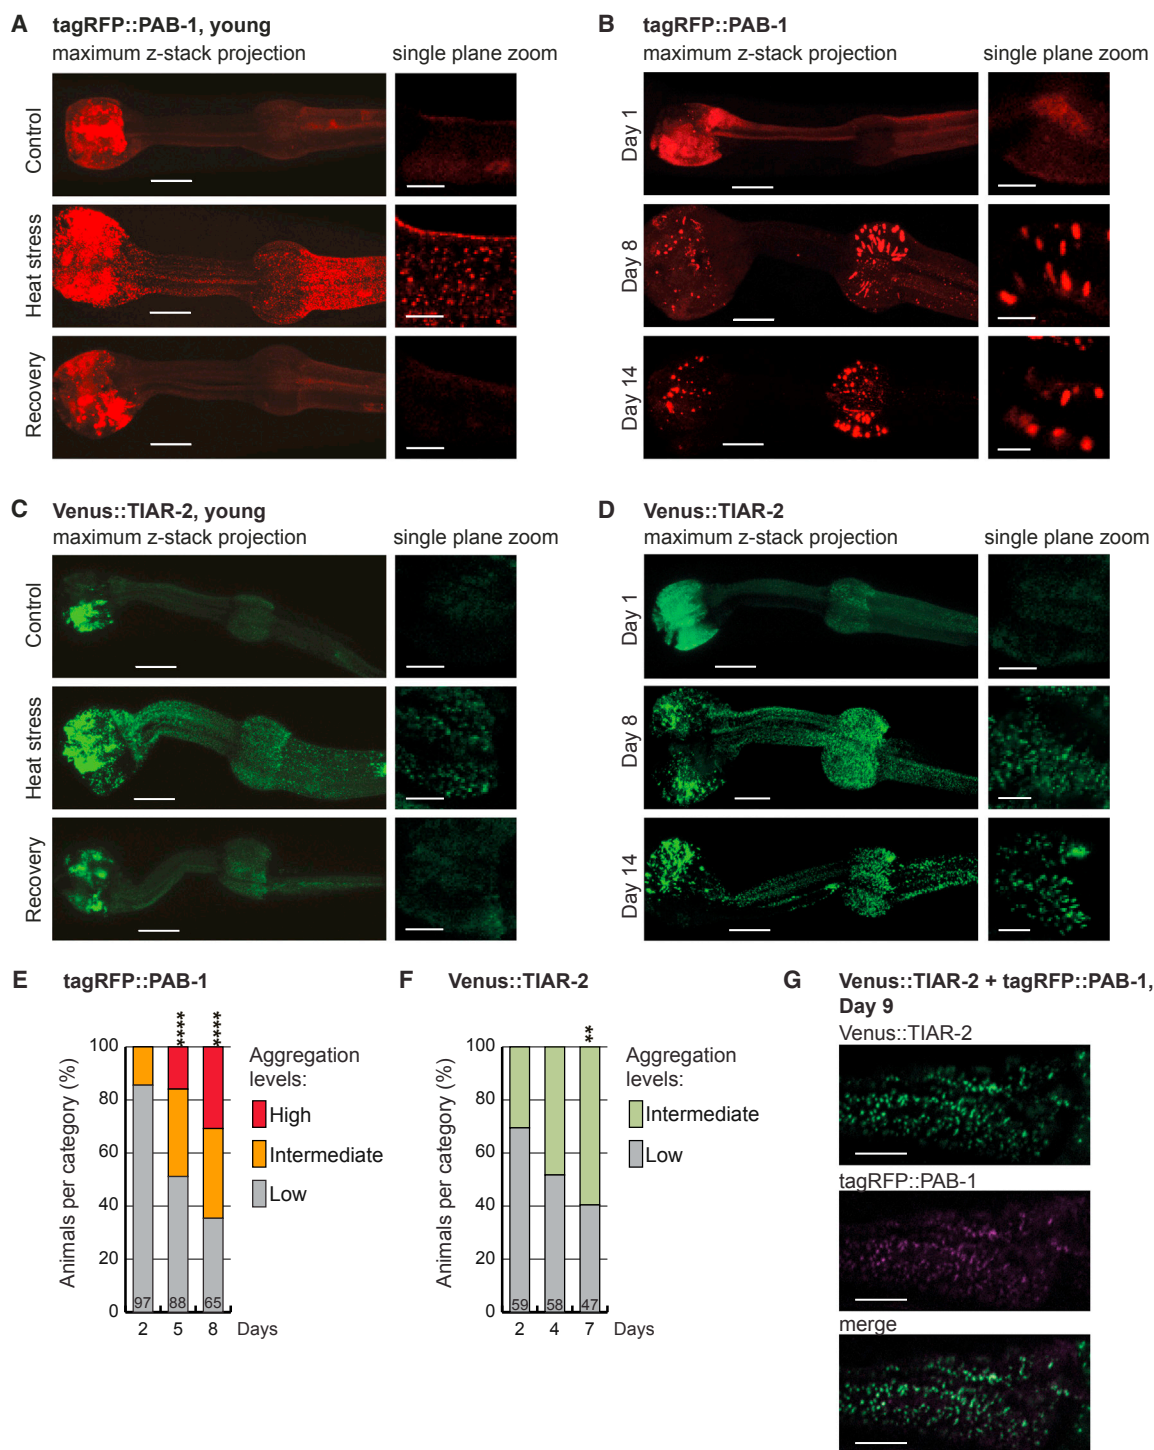 A tagRFP::PAB-1, young
maximum z-stack projection single plane zoom
Control
Heat stress
Recovery
B tagRFP::PAB-1
maximum z-stack projection single plane zoom
Day 1
Day 8
Day 14
C Venus::TIAR-2, young
maximum z-stack projection single plane zoom
Control
Heat stress
Recovery
D Venus::TIAR-2
maximum z-stack projection single plane zoom
Day 1
Day 8
Day 14
E tagRFP::PAB-1
Animals per category (%)
100
80
60
40
20
0
**** ****
97 88 65
2 5 8 Days
Aggregation
levels:
High
Intermediate
Low
F Venus::TIAR-2
Animals per category (%)
100
80
60
40
20
0
**
59 58 47
2 4 7 Days
Aggregation
levels:
Intermediate
Low
G Venus::TIAR-2 + tagRFP::PAB-1,
Day 9
Venus::TIAR-2
tagRFP::PAB-1
merge